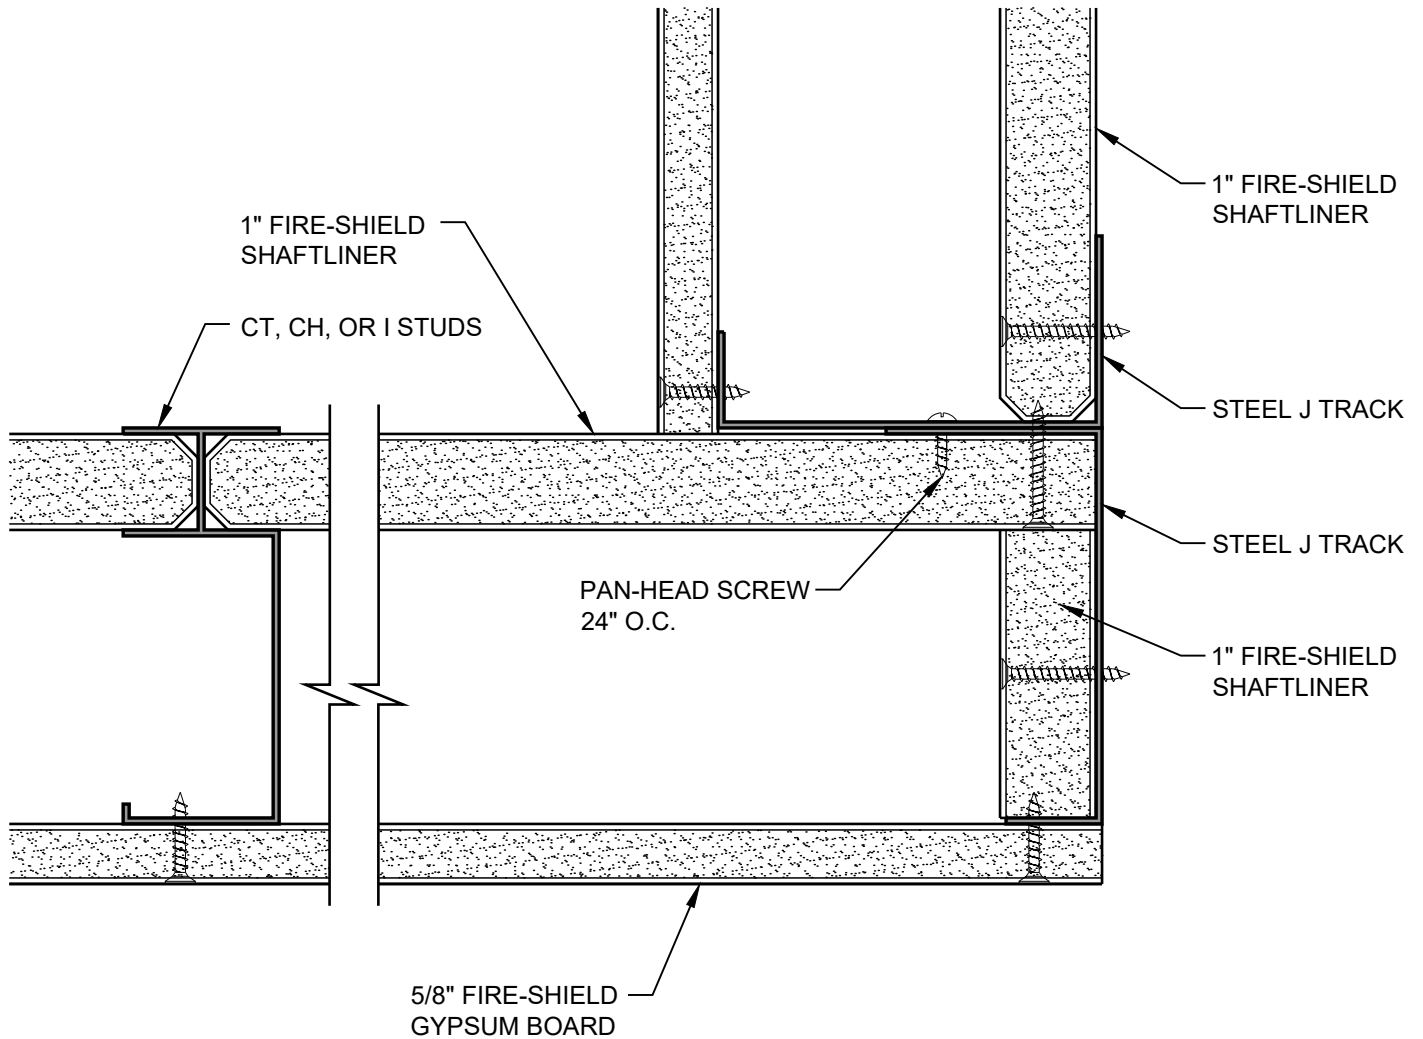 1" FIRE-SHIELD
SHAFTLINER
1" FIRE-SHIELD
SHAFTLINER
CT, CH, OR I STUDS
STEEL J TRACK
STEEL J TRACK
PAN-HEAD SCREW
24" O.C.
1" FIRE-SHIELD
SHAFTLINER
5/8" FIRE-SHIELD
GYPSUM BOARD